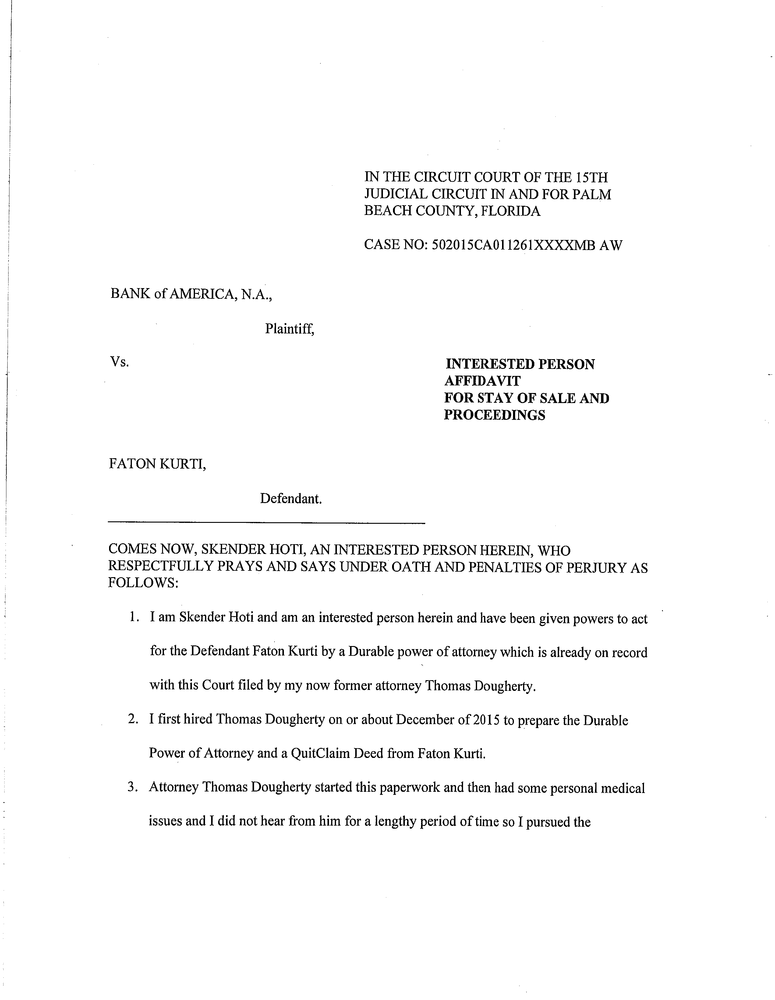 IN THE CIRCUIT COURT OF THE 15TH
JUDICIAL CIRCUIT IN AND FOR PALM
BEACH COUNTY, FLORIDA
CASE NO: 502015CA011261XXXXMB AW
BANK of AMERICA, N.A.,
Plaintiff,
Vs.
INTERESTED PERSON
AFFIDAVIT
FOR STAY OF SALE AND
PROCEEDINGS
FATON KURTI,
Defendant.
COMES NOW, SKENDER HOTI, AN INTERESTED PERSON HEREIN, WHO
RESPECTFULLY PRAYS AND SAYS UNDER OATH AND PENALTIES OF PERJURY AS
FOLLOWS:
1. I am Skender Hoti and am an interested person herein and have been given powers to act
for the Defendant Faton Kurti by a Durable power of attorney which is already on record
with this Court filed by my now former attorney Thomas Dougherty.
2. I first hired Thomas Dougherty on or about December of 2015 to prepare the Durable
Power of Attorney and a QuitClaim Deed from Faton Kurti.
3. Attorney Thomas Dougherty started this paperwork and then had some personal medical
issues and I did not hear from him for a lengthy period of time so I pursued the